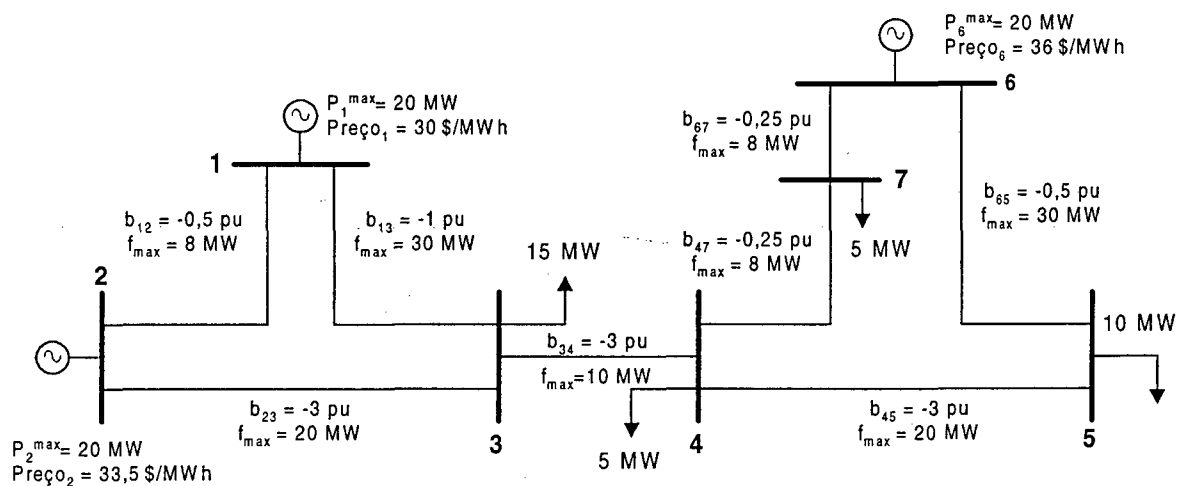 P₆ᵐᵃˣ= 20 MW
Preço₆ = 36 $/MWh
6
P₁ᵐᵃˣ= 20 MW
Preço₁ = 30 $/MWh
1
b₆₇ = -0,25 pu
fₘₐₓ = 8 MW
7
b₆₅ = -0,5 pu
fₘₐₓ = 30 MW
b₁₂ = -0,5 pu
fₘₐₓ = 8 MW
b₁₃ = -1 pu
fₘₐₓ = 30 MW
b₄₇ = -0,25 pu
fₘₐₓ = 8 MW
5 MW
15 MW
2
10 MW
b₃₄ = -3 pu
fₘₐₓ=10 MW
b₂₃ = -3 pu
fₘₐₓ = 20 MW
3
4
b₄₅ = -3 pu
fₘₐₓ = 20 MW
5
5 MW
P₂ᵐᵃˣ= 20 MW
Preço₂ = 33,5 $/MWh